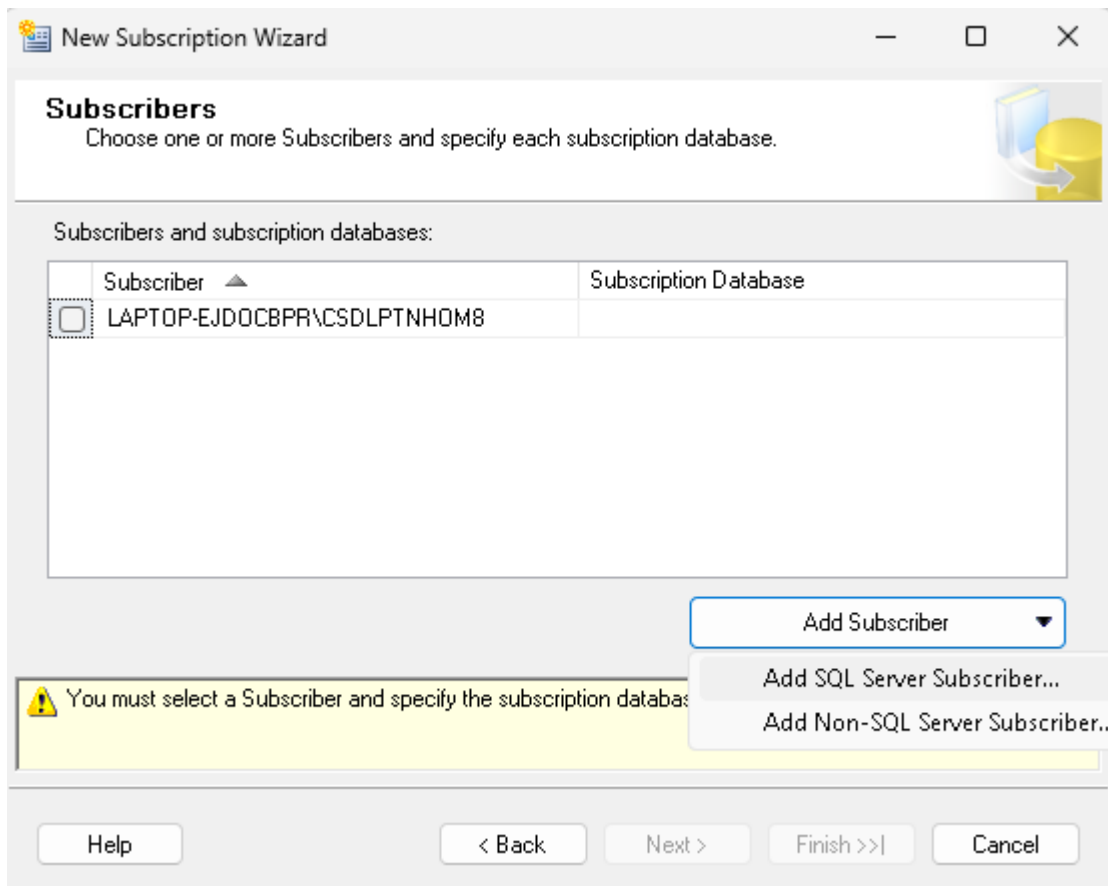 New Subscription Wizard
Subscribers
Choose one or more Subscribers and specify each subscription database.
Subscribers and subscription databases:
Subscriber Subscription Database
LAPTOP-EJDOCBPR\CSDLPTNHOM8
Add Subscriber
Add SQL Server Subscriber...
You must select a Subscriber and specify the subscription
Add Non-SQL Server Subscriber..
Help < Back Next > Finish >>| Cancel